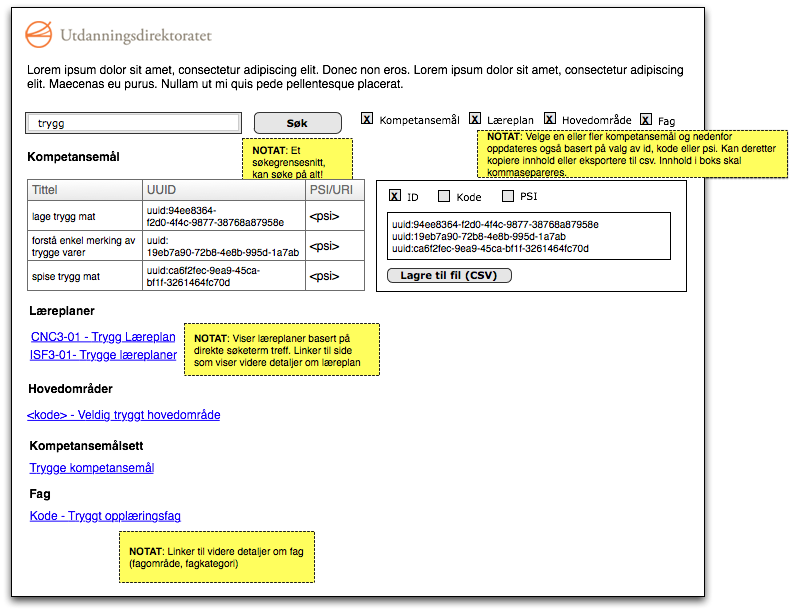 Utdanningsdirektoratet
Lorem ipsum dolor sit amet, consectetur adipiscing elit. Donec non eros. Lorem ipsum dolor sit amet, consectetur adipiscing
elit. Maecenas eu purus. Nullam ut mi quis pede pellentesque placerat.
trygg
Søk
X Kompetansemål
X Læreplan
X Hovedområde
X Fag
NOTAT: Et
søkegrensesnitt,
kan søke på alt!
NOTAT: Velge en eller fler kompetansemål og nedenfor
oppdateres også basert på valg av id, kode eller psi. Kan deretter
kopiere innhold eller eksportere til csv. Innhold i boks skal
kommasepareres.
Kompetansemål
Tittel UUID PSI/URI
lage trygg mat
uuid:94ee8364-
f2d0-4f4c-9877-38768a87958e
<psi>
forstå enkel merking av
trygge varer
uuid:
19eb7a90-72b8-4e8b-995d-1a7ab
<psi>
spise trygg mat
uuid:ca6f2fec-9ea9-45ca-
bf1f-3261464fc70d
<psi>
X ID Kode PSI
uuid:94ee8364-f2d0-4f4c-9877-38768a87958e
uuid:19eb7a90-72b8-4e8b-995d-1a7ab
uuid:ca6f2fec-9ea9-45ca-bf1f-3261464fc70d
Lagre til fil (CSV)
Læreplaner
CNC3-01 - Trygg Læreplan
ISF3-01- Trygge læreplaner
NOTAT: Viser læreplaner basert på
direkte søketerm treff. Linker til side
som viser videre detaljer om læreplan
Hovedområder
<kode> - Veldig tryggt hovedområde
Kompetansemålsett
Trygge kompetansemål
Fag
Kode - Tryggt opplæringsfag
NOTAT: Linker til videre detaljer om fag
(fagområde, fagkategori)